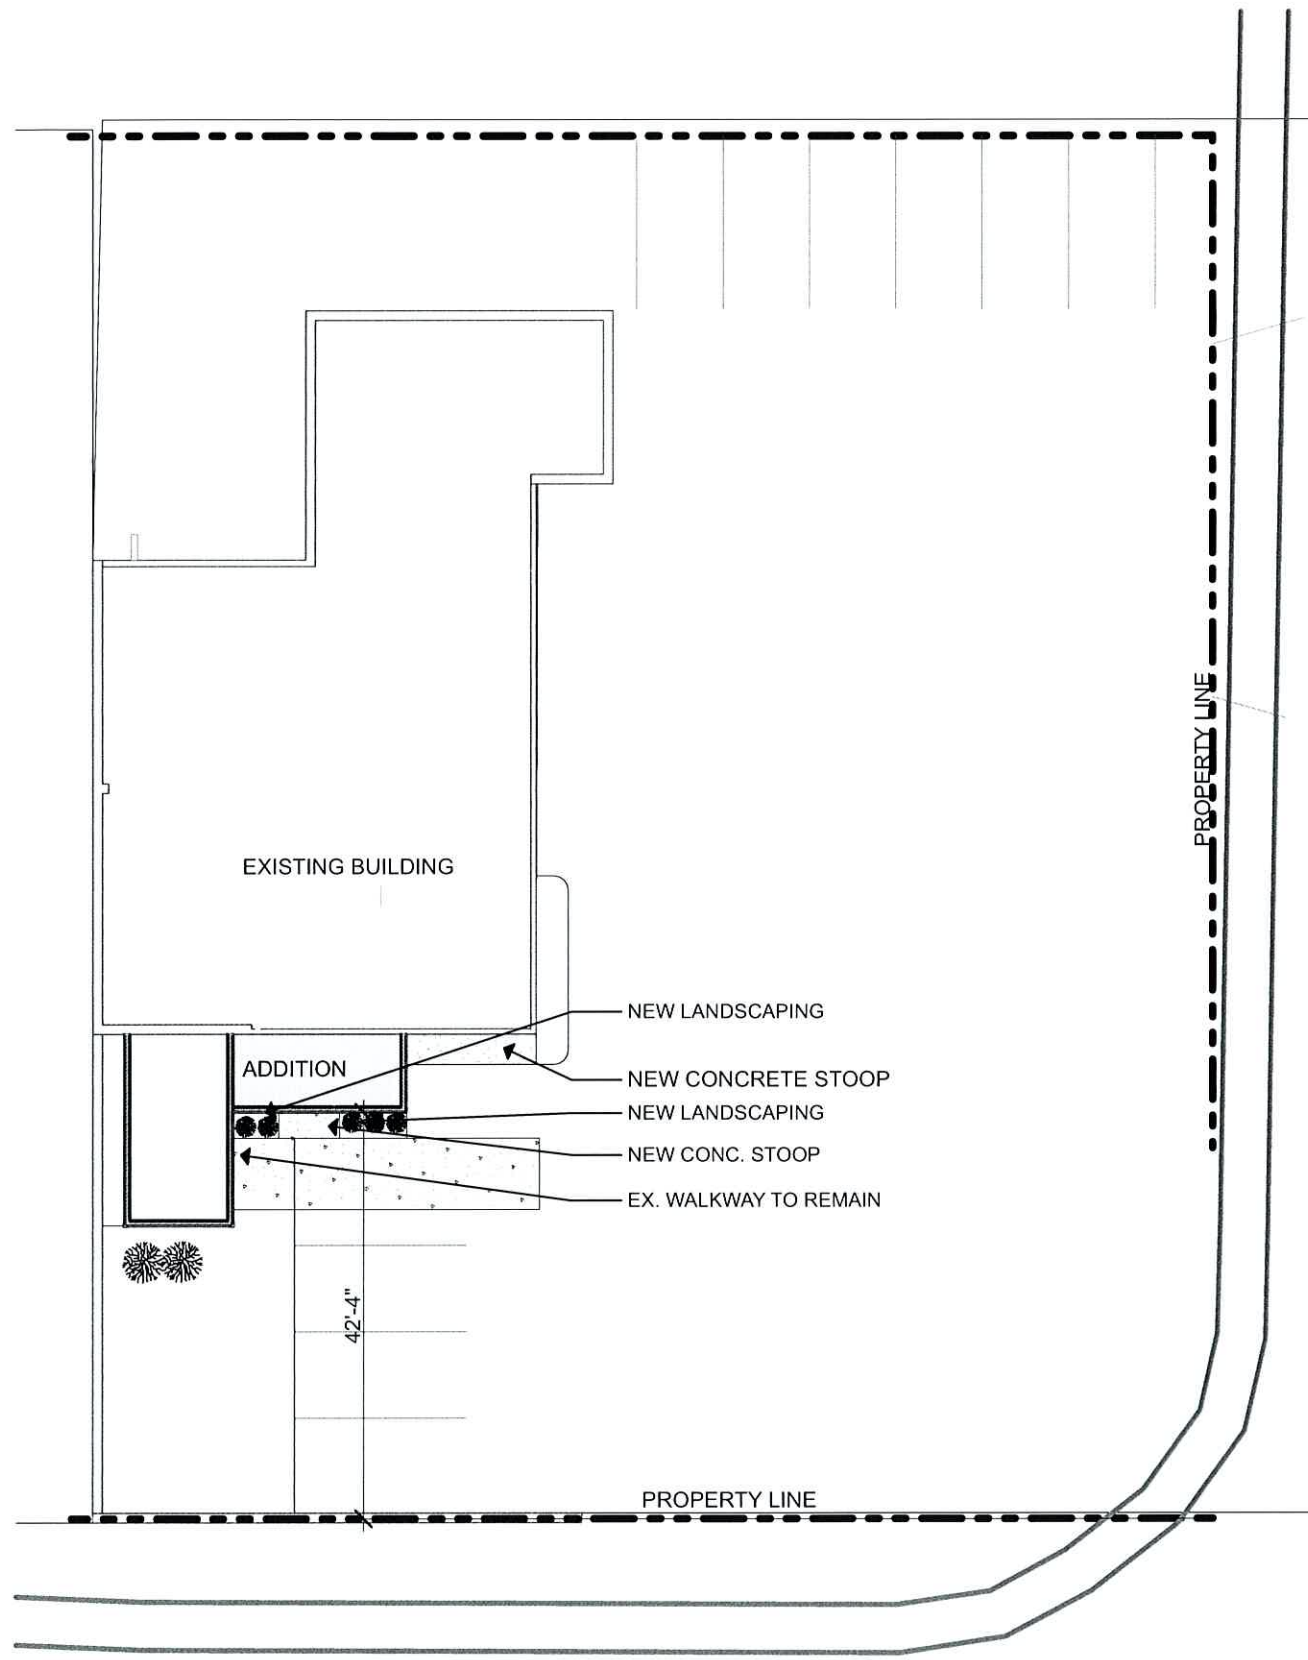 PROPERTY LINE
EXISTING BUILDING
NEW LANDSCAPING
ADDITION
NEW CONCRETE STOOP
NEW LANDSCAPING
NEW CONC. STOOP
EX. WALKWAY TO REMAIN
42'-4"
PROPERTY LINE